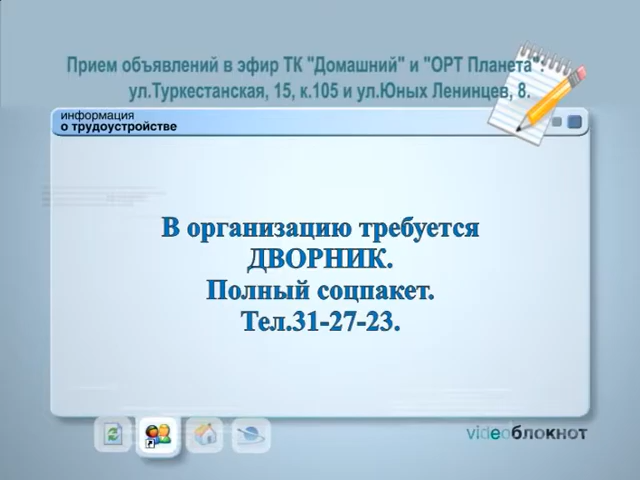 Прием объявлений в эфир ТК "Домашний" и "ОРТ Планета":
ул.Туркестанская, 15, к.105 и ул.Юных Ленинцев, 8.
информация
о трудоустройстве
В организацию требуется
ДВОРНИК.
Полный соцпакет.
Тел.31-27-23.
videoблокнот